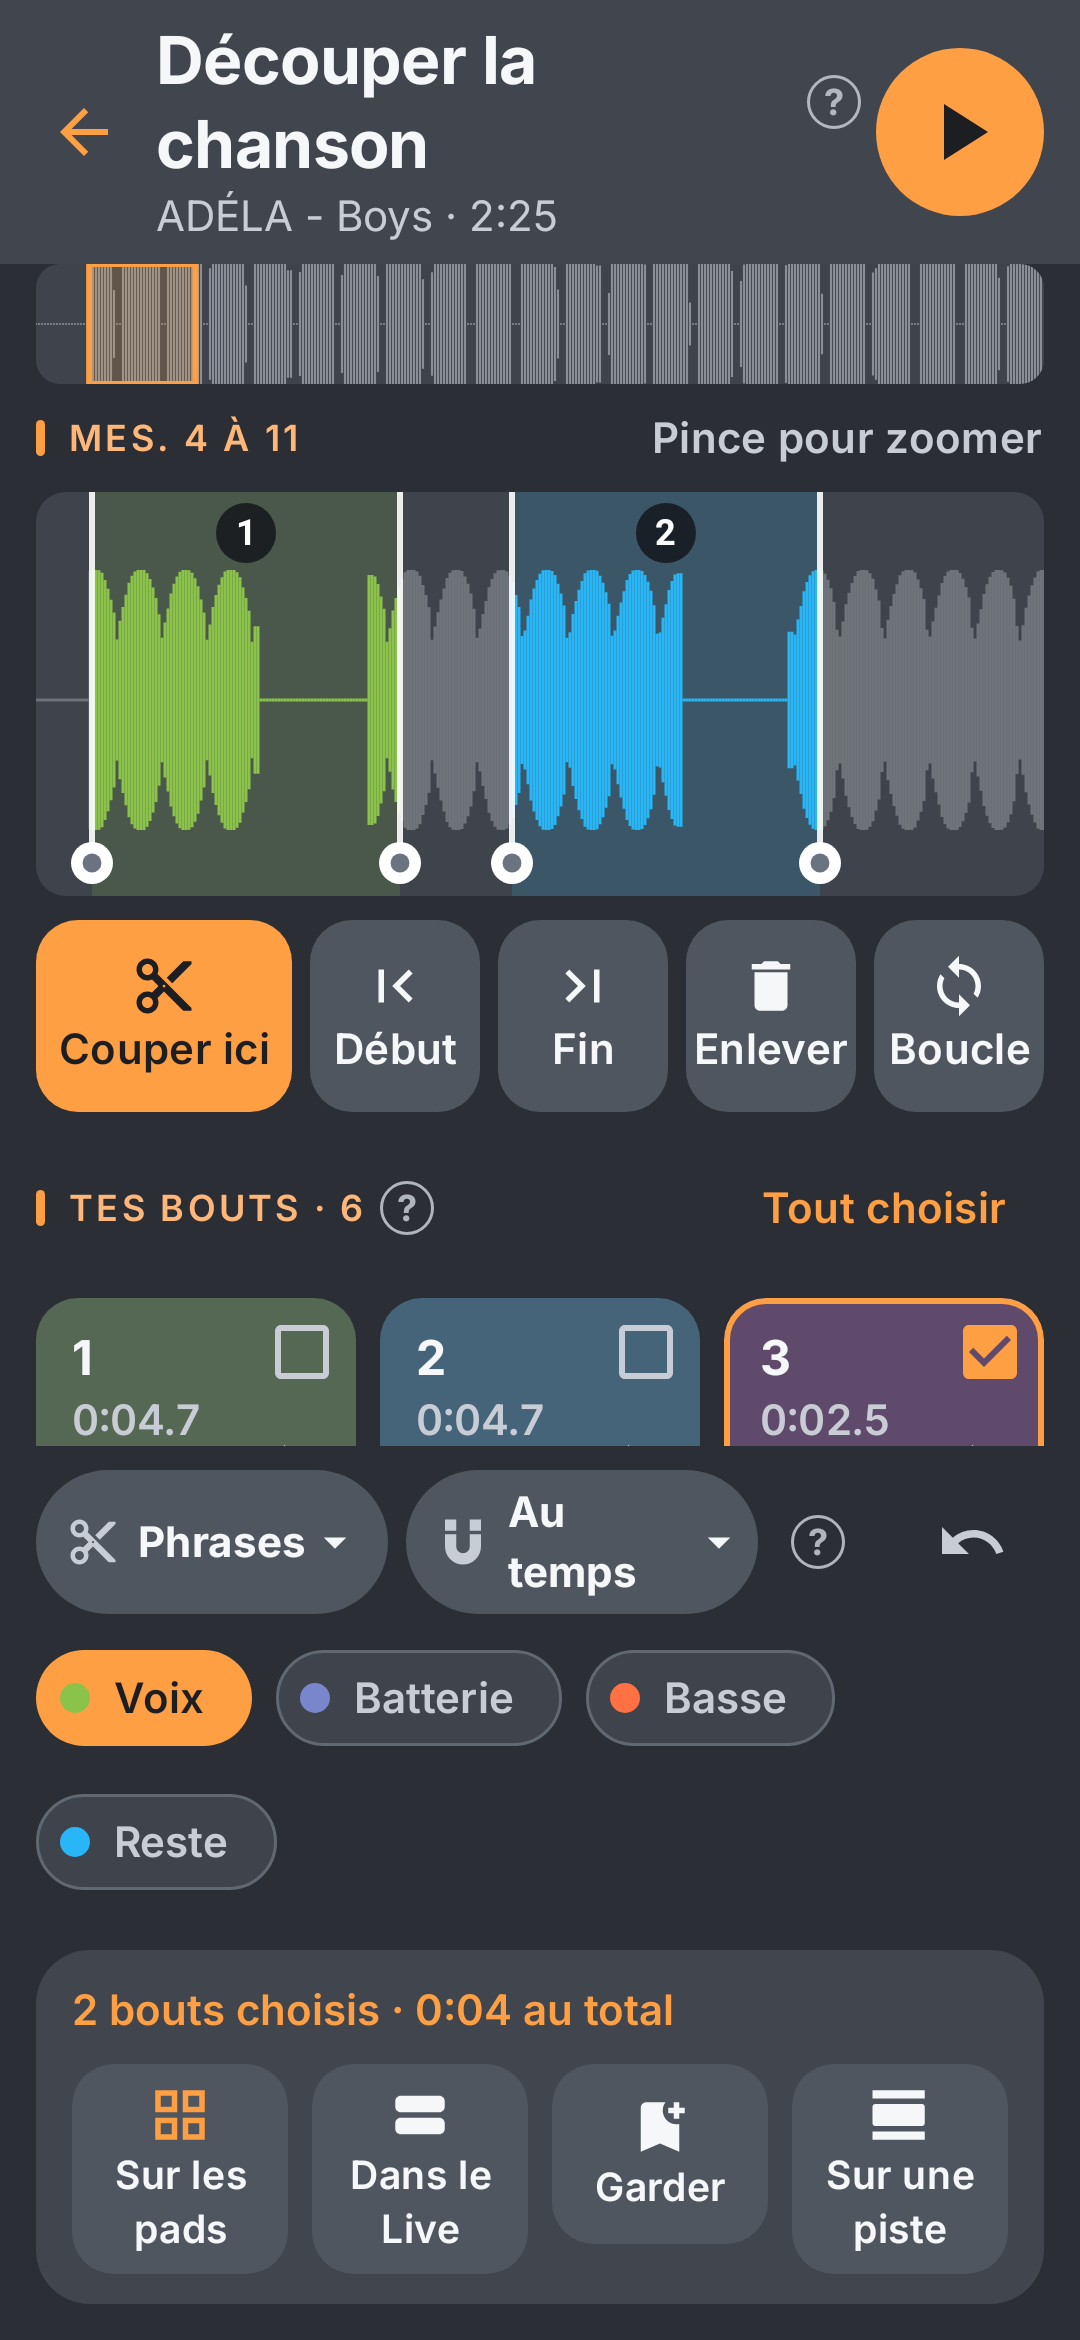 Découper la
chanson
?
ADÉLA - Boys · 2:25
MES. 4 À 11
Pince pour zoomer
1
2
Couper ici
Début
Fin
Enlever
Boucle
TES BOUTS · 6
?
Tout choisir
1
2
3
0:04.7
0:04.7
0:02.5
Phrases
Au
temps
?
Voix
Batterie
Basse
Reste
2 bouts choisis · 0:04 au total
Sur les
pads
Dans le
Live
Garder
Sur une
piste